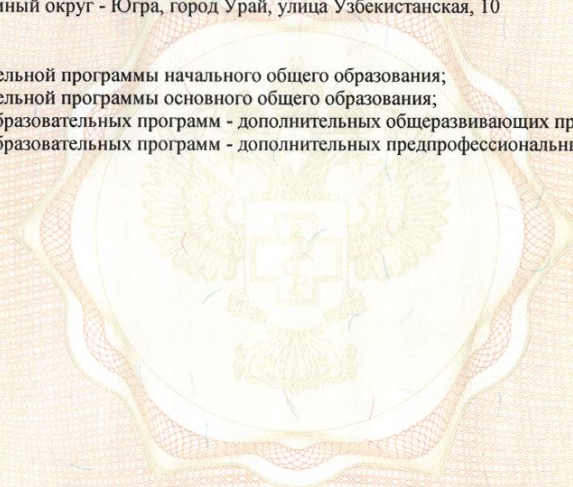 ный округ - Югра, город Урай, улица Узбекистанская, 10
ельной программы начального общего образования;
ельной программы основного общего образования;
бразовательных программ - дополнительных общеразвивающих пр
бразовательных программ - дополнительных предпрофессиональн